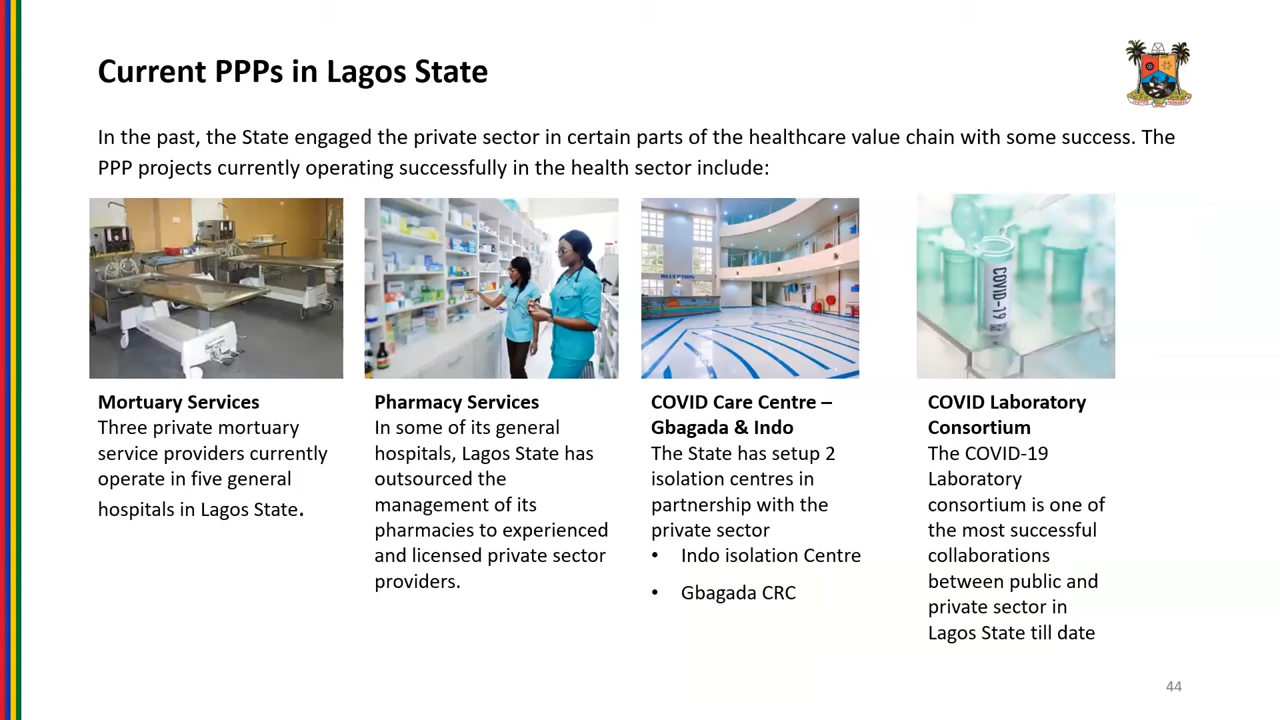 Current PPPs in Lagos State
In the past, the State engaged the private sector in certain parts of the healthcare value chain with some success. The
PPP projects currently operating successfully in the health sector include:
RECEPTION
COVID-19
Mortuary Services
Three private mortuary
service providers currently
operate in five general
hospitals in Lagos State.
Pharmacy Services
In some of its general
hospitals, Lagos State has
outsourced the
management of its
pharmacies to experienced
and licensed private sector
providers.
COVID Care Centre –
Gbagada & Indo
The State has setup 2
isolation centres in
partnership with the
private sector
• Indo isolation Centre
• Gbagada CRC
COVID Laboratory
Consortium
The COVID-19
Laboratory
consortium is one of
the most successful
collaborations
between public and
private sector in
Lagos State till date
44